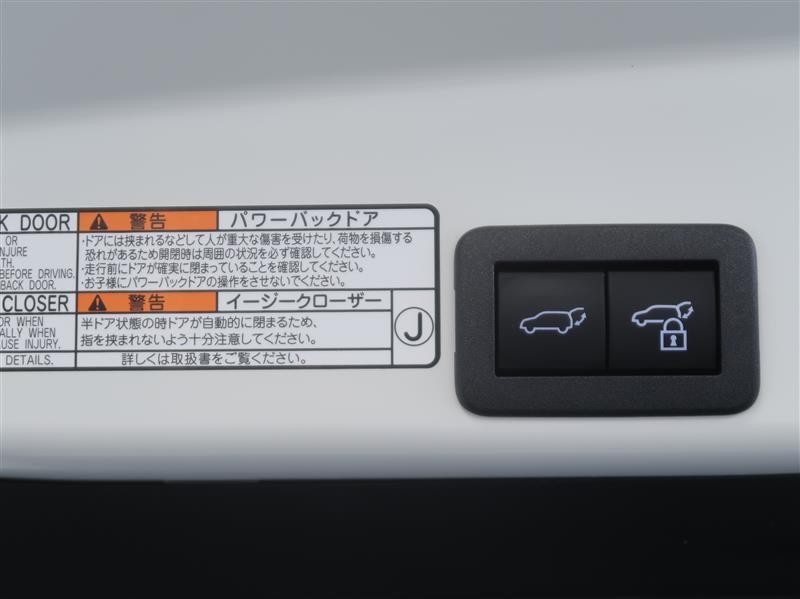 K DOOR
警告
パワーバックドア
OR
NJURE
TH.
BEFORE DRIVING.
BACK DOOR.
・ドアには挟まれるなどして人が重大な傷害を受けたり、荷物を損傷する
恐れがあるため開閉時は周囲の状況を必ず確認してください。
・走行前にドアが確実に閉まっていることを確認してください。
・お子様にパワーバックドアの操作をさせないでください。
CLOSER
警告
イージークローザー
OR WHEN
ALLY WHEN
USE INJURY.
半ドア状態の時ドアが自動的に閉まるため、
指を挟まれないよう十分注意してください。
J
DETAILS.
詳しくは取扱書をご覧ください。